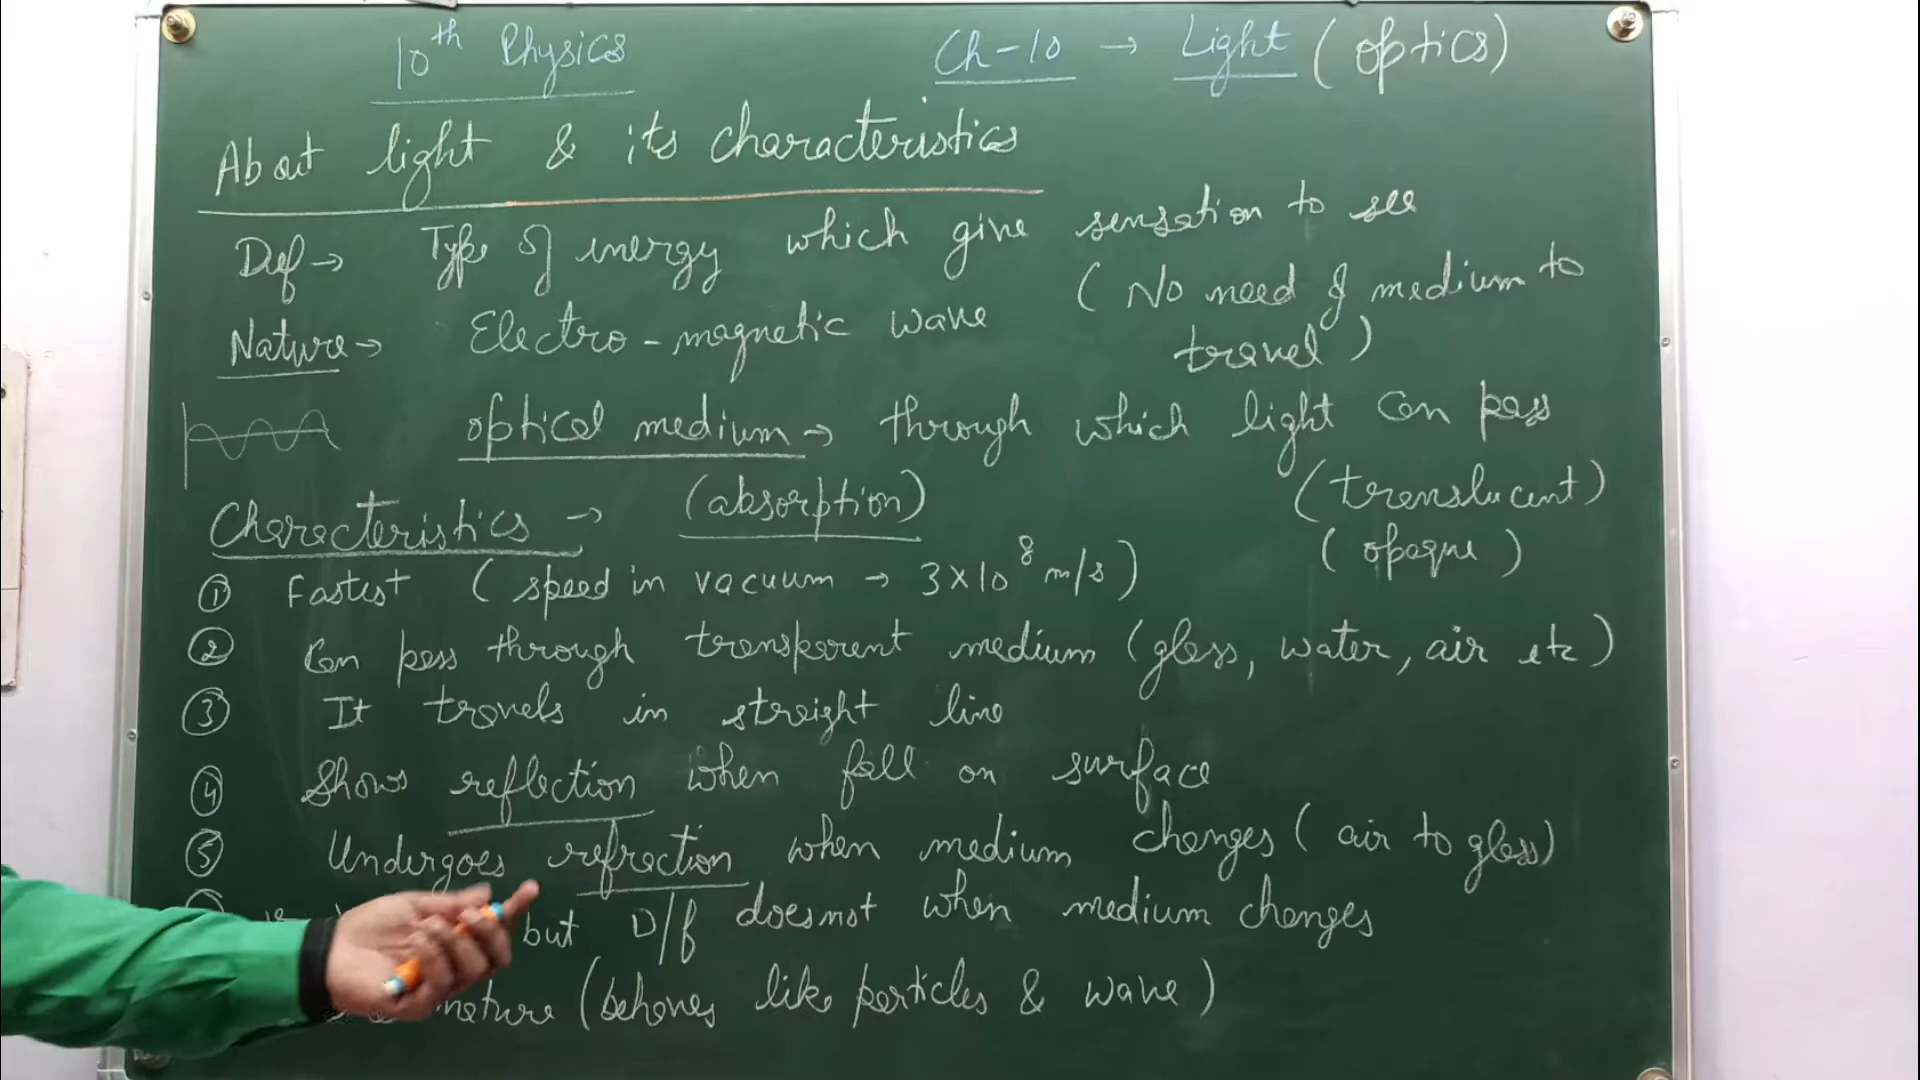 10th Physics
Ch-10 → Light (optics)
About light & its characteristics
Def → Type of energy which give sensation to see
Nature → Electro-magnetic wave (No need of medium to travel)
optical medium → through which light can pass
(translucent)
(opaque)
Characteristics → (absorption)
① Fastest (speed in vacuum → 3×10⁸ m/s)
② Can pass through transparent medium (glass, water, air etc)
③ It travels in straight line
④ Shows reflection when fall on surface
⑤ Undergoes refraction when medium changes (air to glass)
but doesnot when medium changes
nature (behaves like particles & wave)